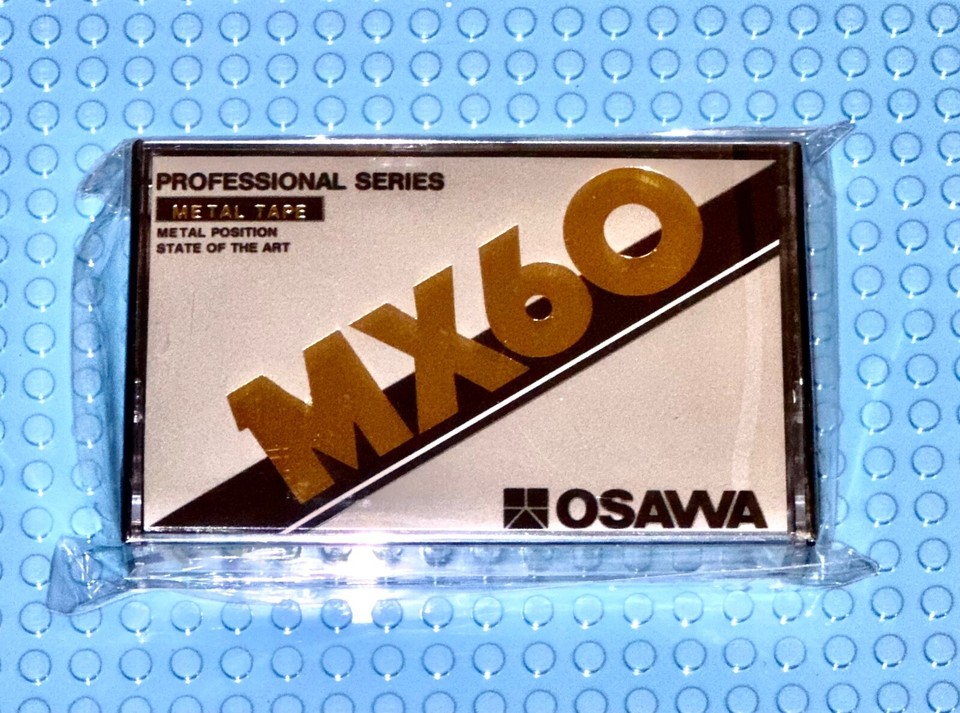 PROFESSIONAL SERIES
METAL TAPE
METAL POSITION
STATE OF THE ART
MX60
OSAWA